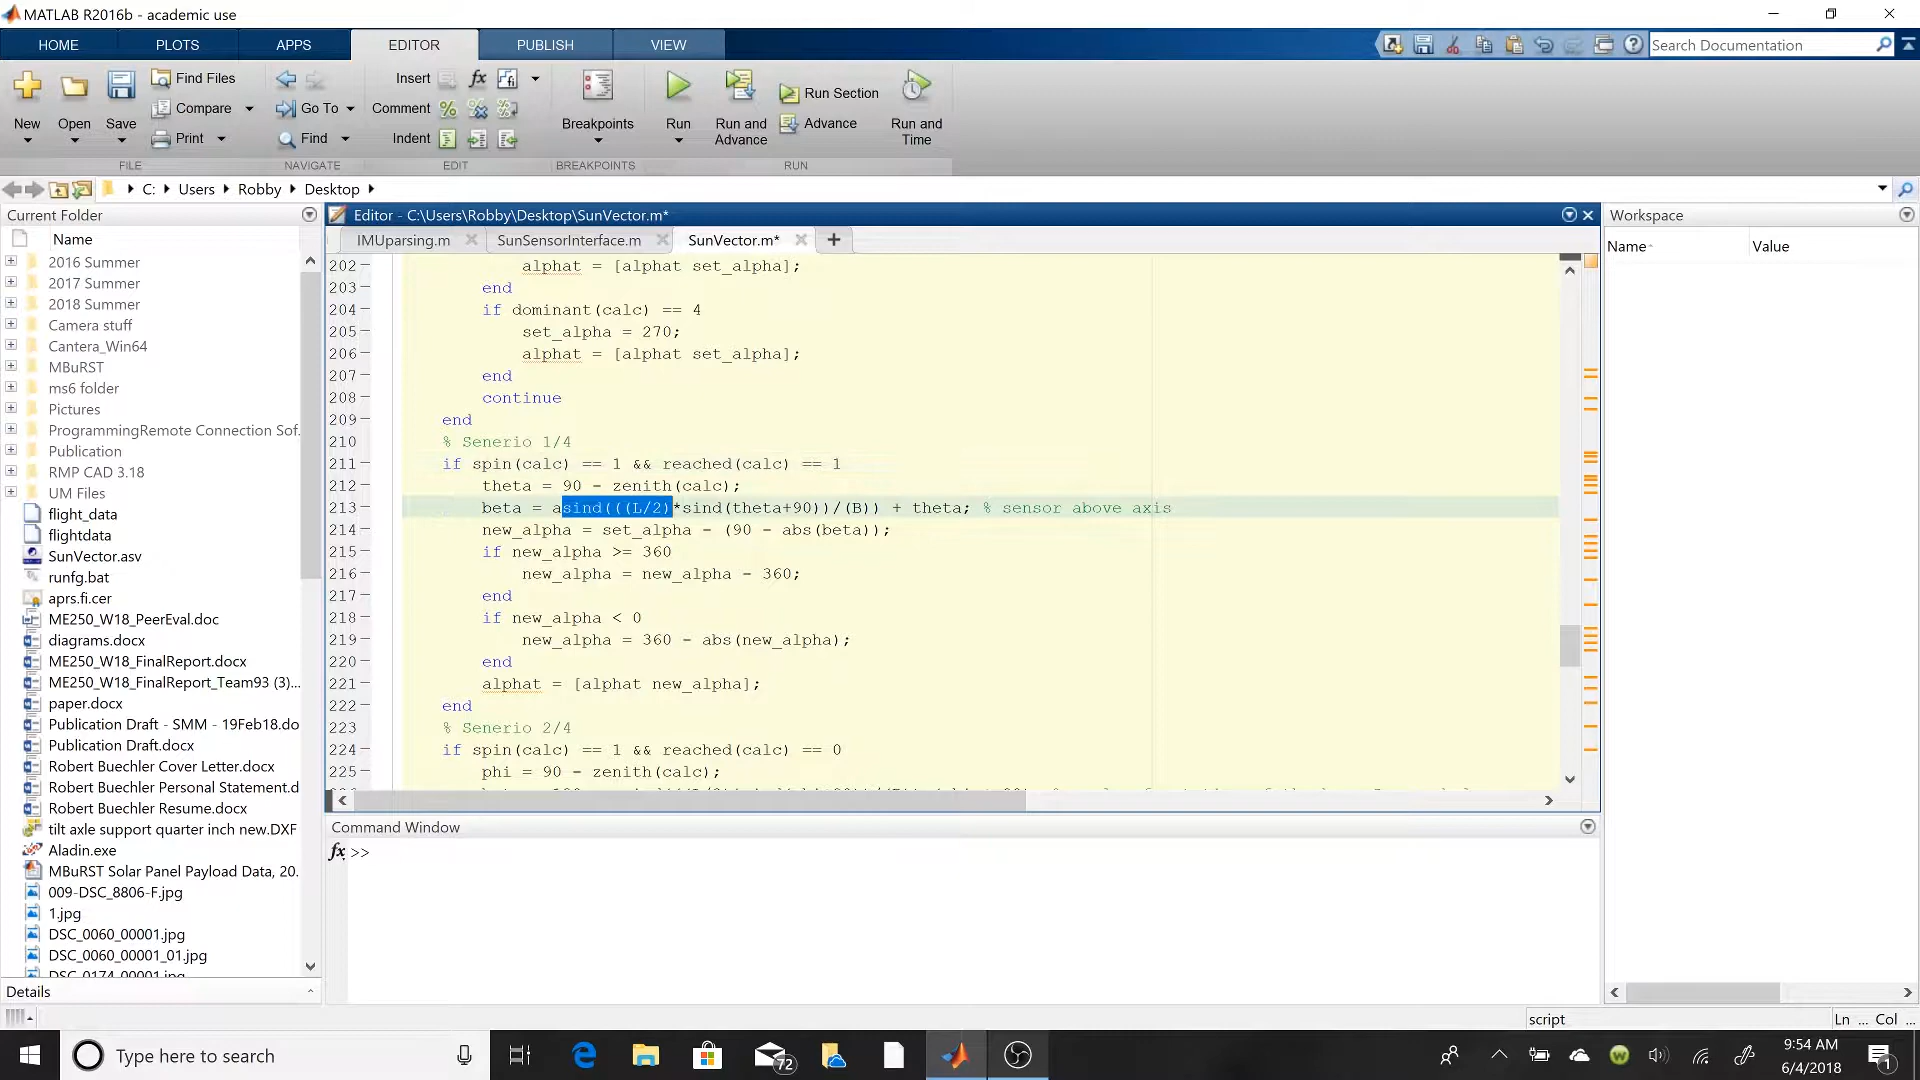 MATLAB R2016b - academic use
HOME
PLOTS
APPS
EDITOR
PUBLISH
VIEW
Search Documentation
New
Open
Save
Find Files
Compare
Print
FILE
Go To
Find
NAVIGATE
Insert
Comment
Indent
EDIT
Breakpoints
BREAKPOINTS
Run
Run and
Advance
Run Section
Advance
Run and
Time
RUN
C:
Users
Robby
Desktop
Current Folder
Name
2016 Summer
2017 Summer
2018 Summer
Camera stuff
Cantera_Win64
MBuRST
ms6 folder
Pictures
ProgrammingRemote Connection Sof.
Publication
RMP CAD 3.18
UM Files
flight_data
flightdata
SunVector.asv
runfg.bat
aprs.fi.cer
ME250_W18_PeerEval.doc
diagrams.docx
ME250_W18_FinalReport.docx
ME250_W18_FinalReport_Team93 (3)...
paper.docx
Publication Draft - SMM - 19Feb18.do
Publication Draft.docx
Robert Buechler Cover Letter.docx
Robert Buechler Personal Statement.d
Robert Buechler Resume.docx
tilt axle support quarter inch new.DXF
Aladin.exe
MBuRST Solar Panel Payload Data, 20.
009-DSC_8806-F.jpg
1.jpg
DSC_0060_00001.jpg
DSC_0060_00001_01.jpg
DSC_0174_00001.jpg
Details
Editor - C:\Users\Robby\Desktop\SunVector.m*
IMUparsing.m
SunSensorInterface.m
SunVector.m*
202 alphat = [alphat set_alpha];
203 end
204 if dominant(calc) == 4
205 set_alpha = 270;
206 alphat = [alphat set_alpha];
207 end
208 continue
209 end
210 % Senerio 1/4
211 if spin(calc) == 1 && reached(calc) == 1
212 theta = 90 - zenith(calc);
213 beta = asind(((L/2)*sind(theta+90))/(B)) + theta; % sensor above axis
214 new_alpha = set_alpha - (90 - abs(beta));
215 if new_alpha >= 360
216 new_alpha = new_alpha - 360;
217 end
218 if new_alpha < 0
219 new_alpha = 360 - abs(new_alpha);
220 end
221 alphat = [alphat new_alpha];
222 end
223 % Senerio 2/4
224 if spin(calc) == 1 && reached(calc) == 0
225 phi = 90 - zenith(calc);
Command Window
fx >>
Workspace
Name
Value
script
Ln ... Col ...
Type here to search
72
9:54 AM
6/4/2018
1